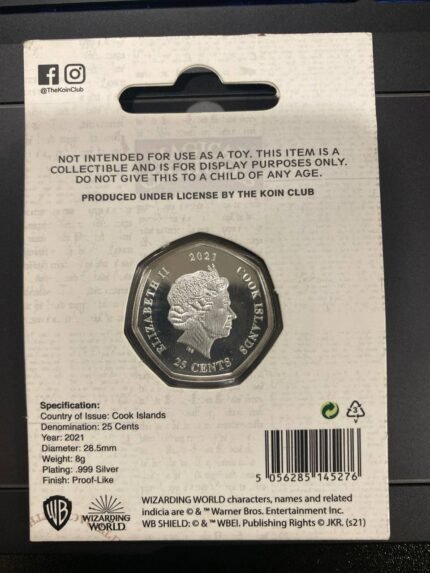 @TheKoinClub
NOT INTENDED FOR USE AS A TOY. THIS ITEM IS A
COLLECTIBLE AND IS FOR DISPLAY PURPOSES ONLY.
DO NOT GIVE THIS TO A CHILD OF ANY AGE.
PRODUCED UNDER LICENSE BY THE KOIN CLUB
ELIZABETH II
2021
COOK ISLANDS
25 CENTS
Specification:
Country of Issue: Cook Islands
Denomination: 25 Cents
Year: 2021
Diameter: 28.5mm
Weight: 8g
Plating: .999 Silver
Finish: Proof-Like
3
5 056285 145276
WB
WIZARDING
WORLD
WIZARDING WORLD characters, names and related
indicia are © & ™ Warner Bros. Entertainment Inc.
WB SHIELD: © & ™ WBEI. Publishing Rights © JKR. (s21)